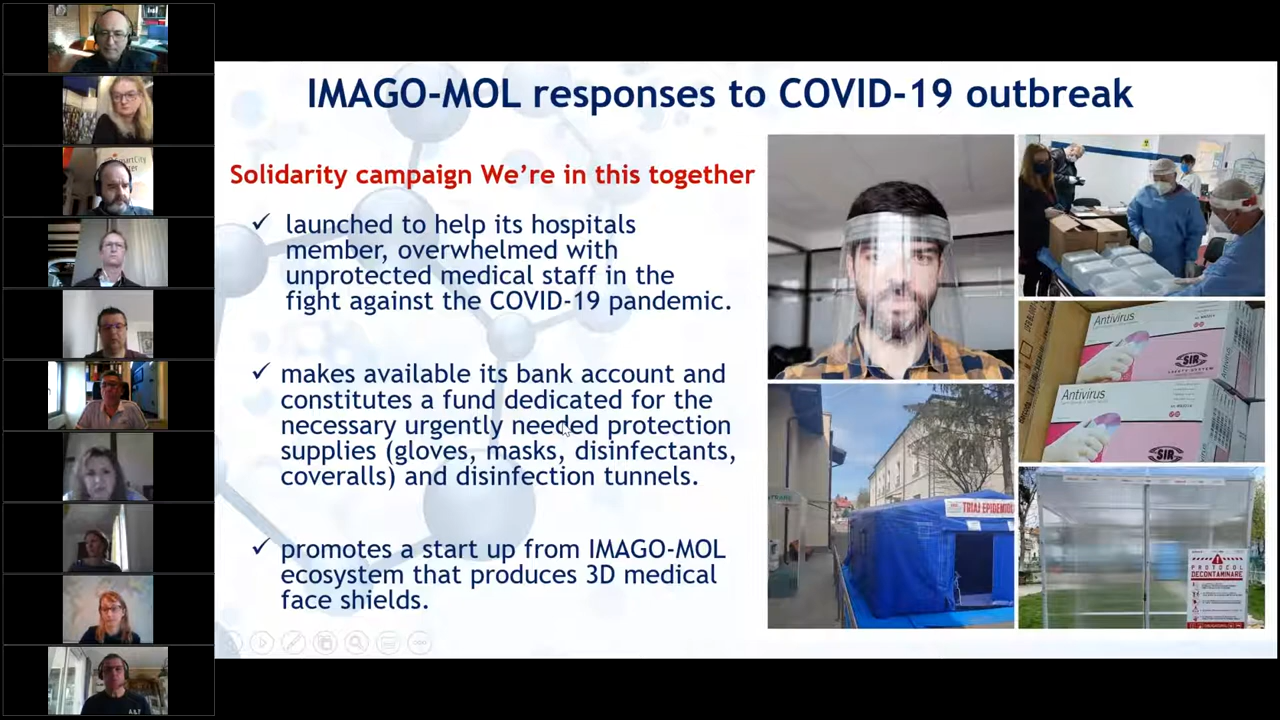 IMAGO-MOL responses to COVID-19 outbreak
Solidarity campaign We're in this together
✓ launched to help its hospitals
member, overwhelmed with
unprotected medical staff in the
fight against the COVID-19 pandemic.
✓ makes available its bank account and
constitutes a fund dedicated for the
necessary urgently needed protection
supplies (gloves, masks, disinfectants,
coveralls) and disinfection tunnels.
✓ promotes a start up from IMAGO-MOL
ecosystem that produces 3D medical
face shields.
Antivirus
SIR
SAFETY SYSTEM
Antivirus
SIR
TRIAJ EPIDEMIOL
PROTOCOL
DECONTAMINARE